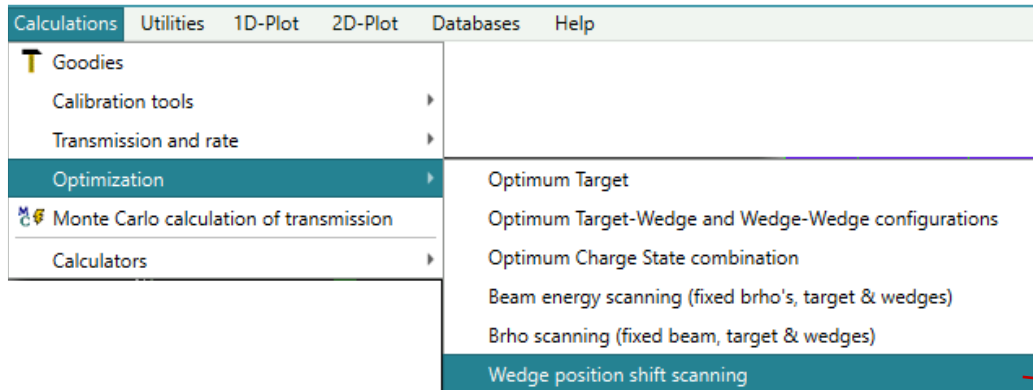 Calculations Utilities 1D-Plot 2D-Plot Databases Help
Goodies
Calibration tools
Transmission and rate
Optimization
MC Monte Carlo calculation of transmission
Calculators
Optimum Target
Optimum Target-Wedge and Wedge-Wedge configurations
Optimum Charge State combination
Beam energy scanning (fixed brho's, target & wedges)
Brho scanning (fixed beam, target & wedges)
Wedge position shift scanning